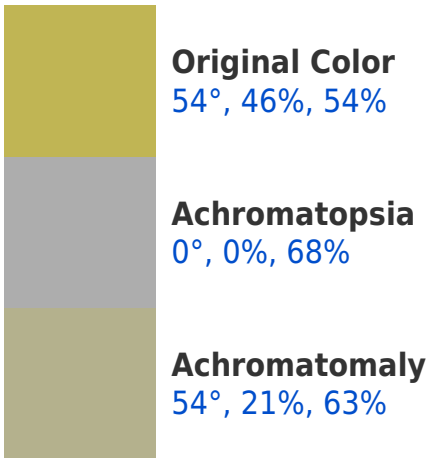 Original Color
54°, 46%, 54%
Achromatopsia
0°, 0%, 68%
Achromatomaly
54°, 21%, 63%